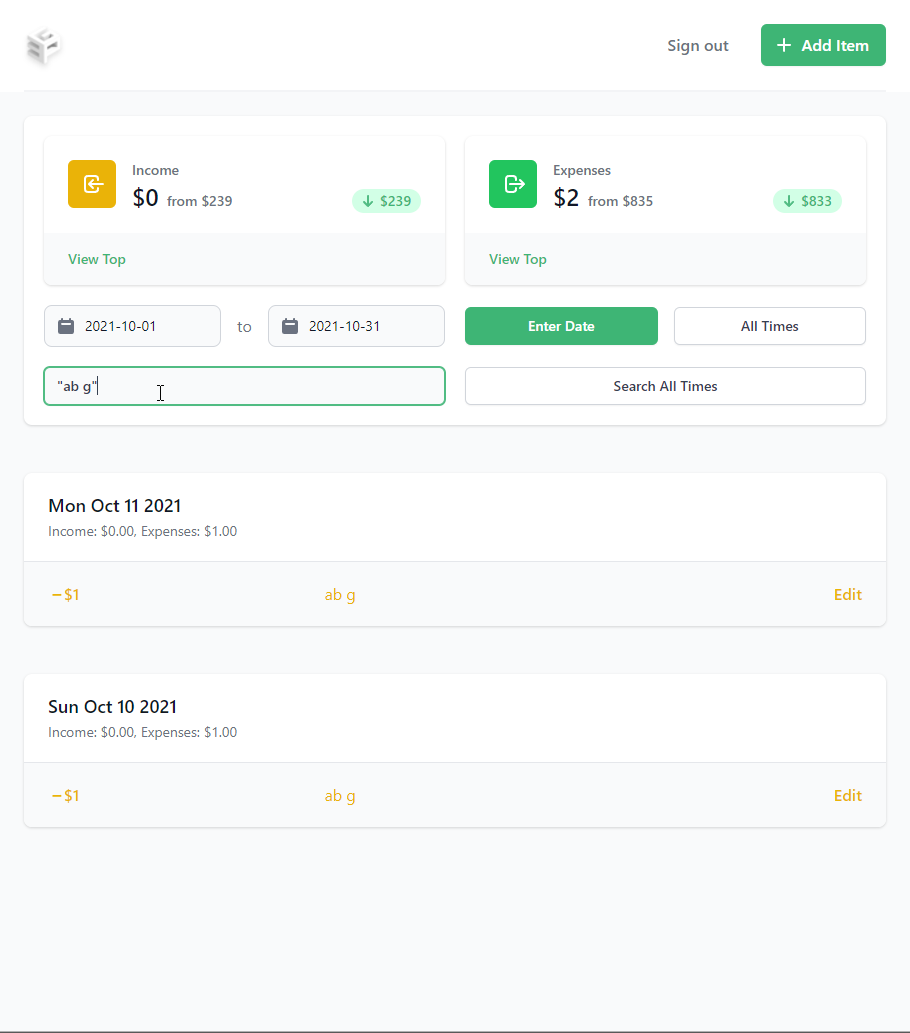 Sign out
Add Item
Income
$0 from $239
$239
View Top
Expenses
$2 from $835
$833
View Top
2021-10-01 to 2021-10-31
Enter Date
All Times
"ab g"
Search All Times
Mon Oct 11 2021
Income: $0.00, Expenses: $1.00
−$1 ab g Edit
Sun Oct 10 2021
Income: $0.00, Expenses: $1.00
−$1 ab g Edit